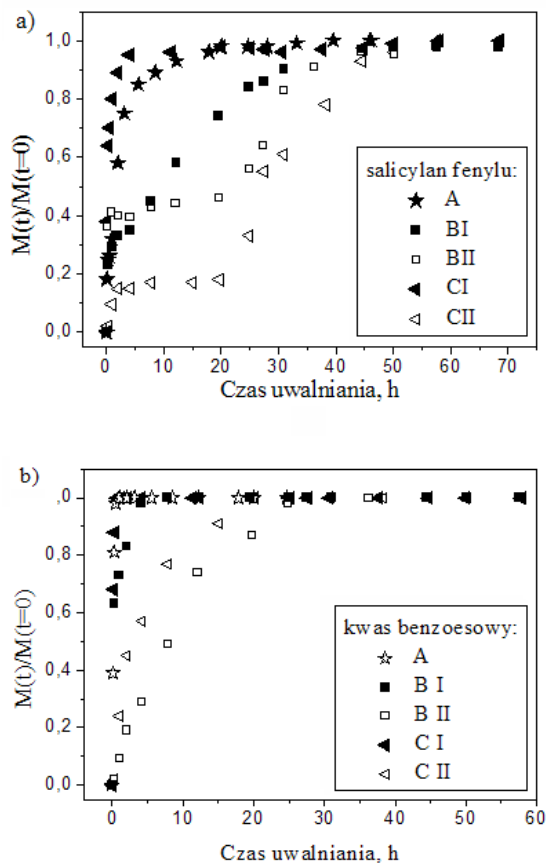 a)
1,0
0,8
0,6
0,4
0,2
0,0
M(t)/M(t=0)
salicylan fenylu:
A
BI
BII
CI
CII
0 10 20 30 40 50 60 70
Czas uwalniania, h
b)
,0
0,8
0,6
0,4
0,2
,0
M(t)/M(t=0)
kwas benzoesowy:
A
B I
B II
C I
C II
0 10 20 30 40 50 60
Czas uwalniania, h